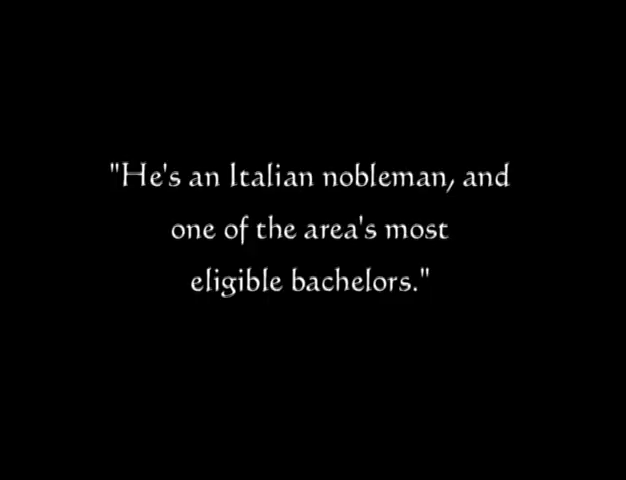 "He's an Italian nobleman, and
one of the area's most
eligible bachelors."